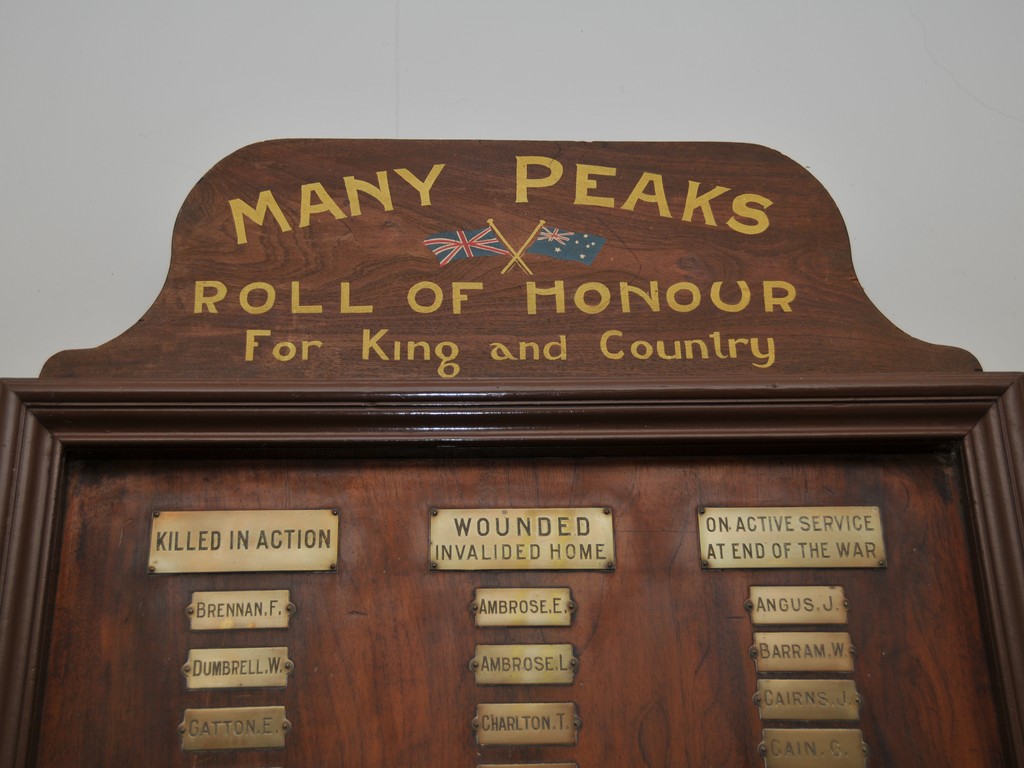 MANY PEAKS
ROLL OF HONOUR
For King and Country
KILLED IN ACTION
BRENNAN.F.
DUMBRELL.W.
GATTON.E.
WOUNDED
INVALIDED HOME
AMBROSE.E.
AMBROSE.L
CHARLTON.T.
ON ACTIVE SERVICE
AT END OF THE WAR
ANGUS.J.
BARRAM.W.
CAIRNS.J.
CAIN.G.